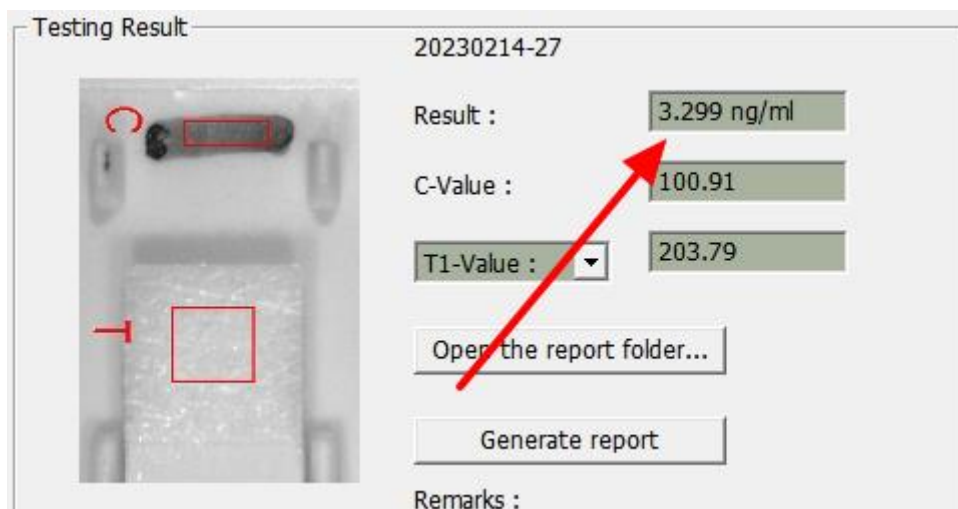 Testing Result
20230214-27
C
Result :
3.299 ng/ml
C-Value :
100.91
T1-Value :
203.79
T
Open the report folder...
Generate report
Remarks :